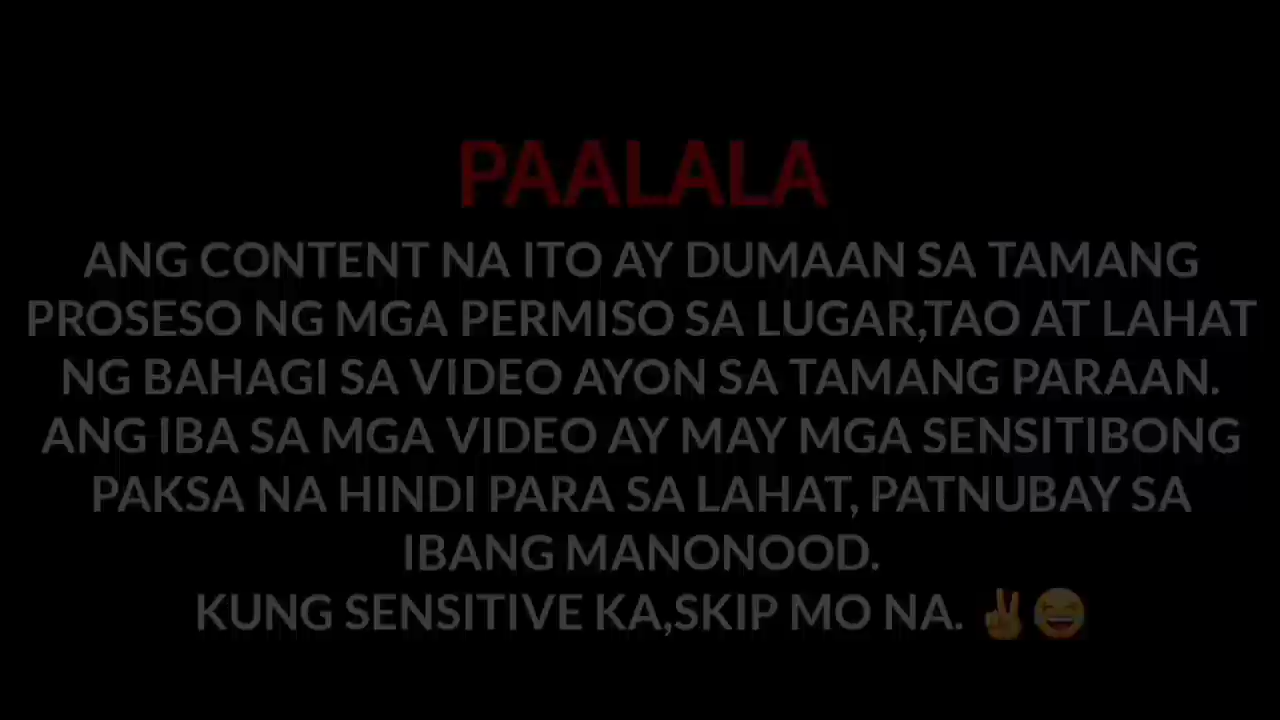 PAALALA
ANG CONTENT NA ITO AY DUMAAN SA TAMANG
PROSESO NG MGA PERMISO SA LUGAR,TAO AT LAHAT
NG BAHAGI SA VIDEO AYON SA TAMANG PARAAN.
ANG IBA SA MGA VIDEO AY MAY MGA SENSITIBONG
PAKSA NA HINDI PARA SA LAHAT, PATNUBAY SA
IBANG MANONOOD.
KUNG SENSITIVE KA,SKIP MO NA. ✌😆